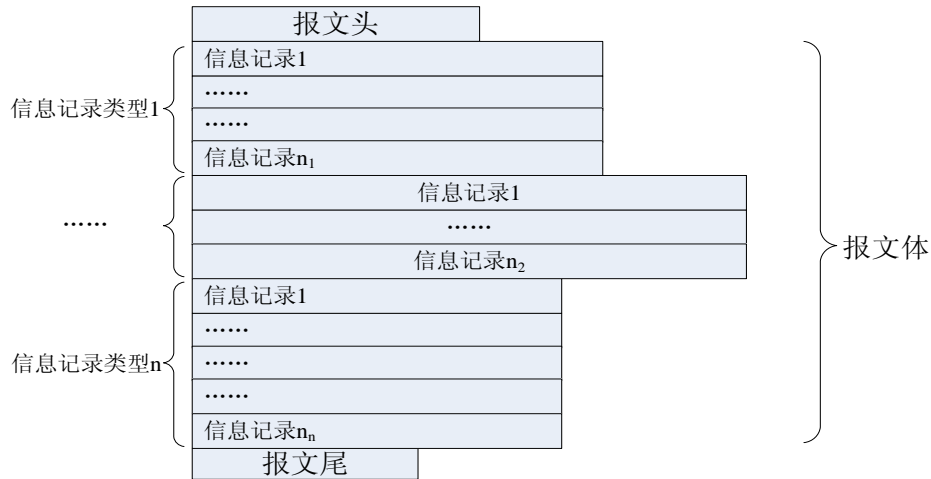 报文头
信息记录1
……
信息记录类型1
……
信息记录n₁
信息记录1
……
……
信息记录n₂
报文体
信息记录1
……
信息记录类型n
……
……
信息记录nₙ
报文尾